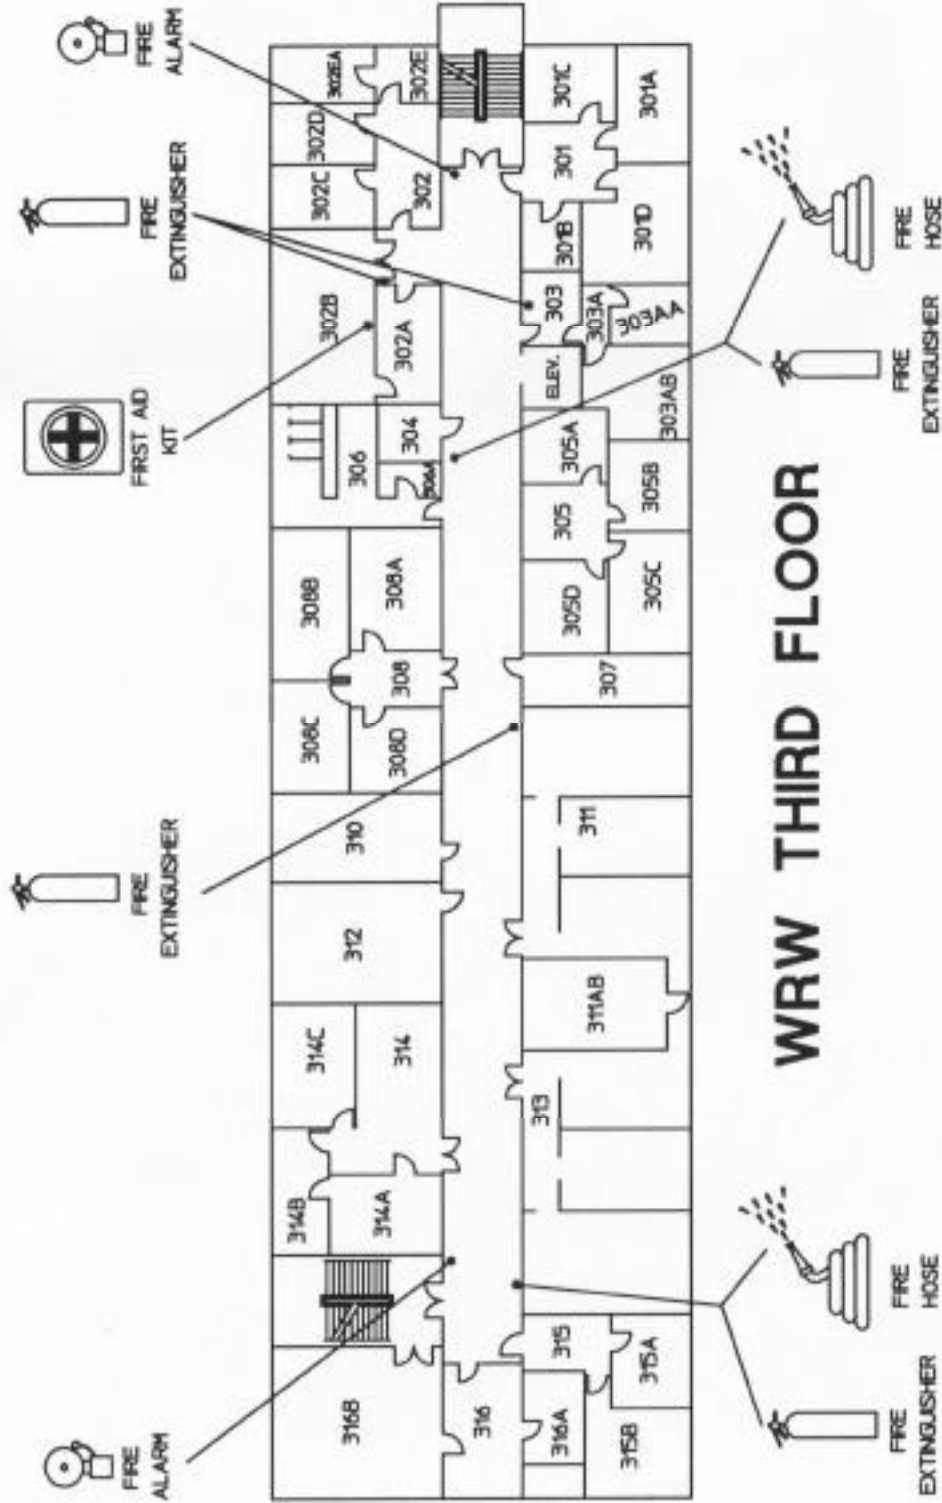 FIRE
ALARM
FIRST AID
KIT
FIRE
EXTINGUISHER
FIRE
EXTINGUISHER
FIRE
ALARM
316B
314B
314C
312
310
308C
308B
306
302B
302C
302D
302EA
314A
314
308D
308
308A
306A
304
302A
302
302E
316
316A
315
313
311AB
311
307
305D
305
305A
ELEV.
303
301B
301
301C
315B
315A
305C
305B
303AB
303A
303AA
301D
301A
WRW THIRD FLOOR
FIRE
EXTINGUISHER
FIRE
HOSE
FIRE
EXTINGUISHER
FIRE
HOSE